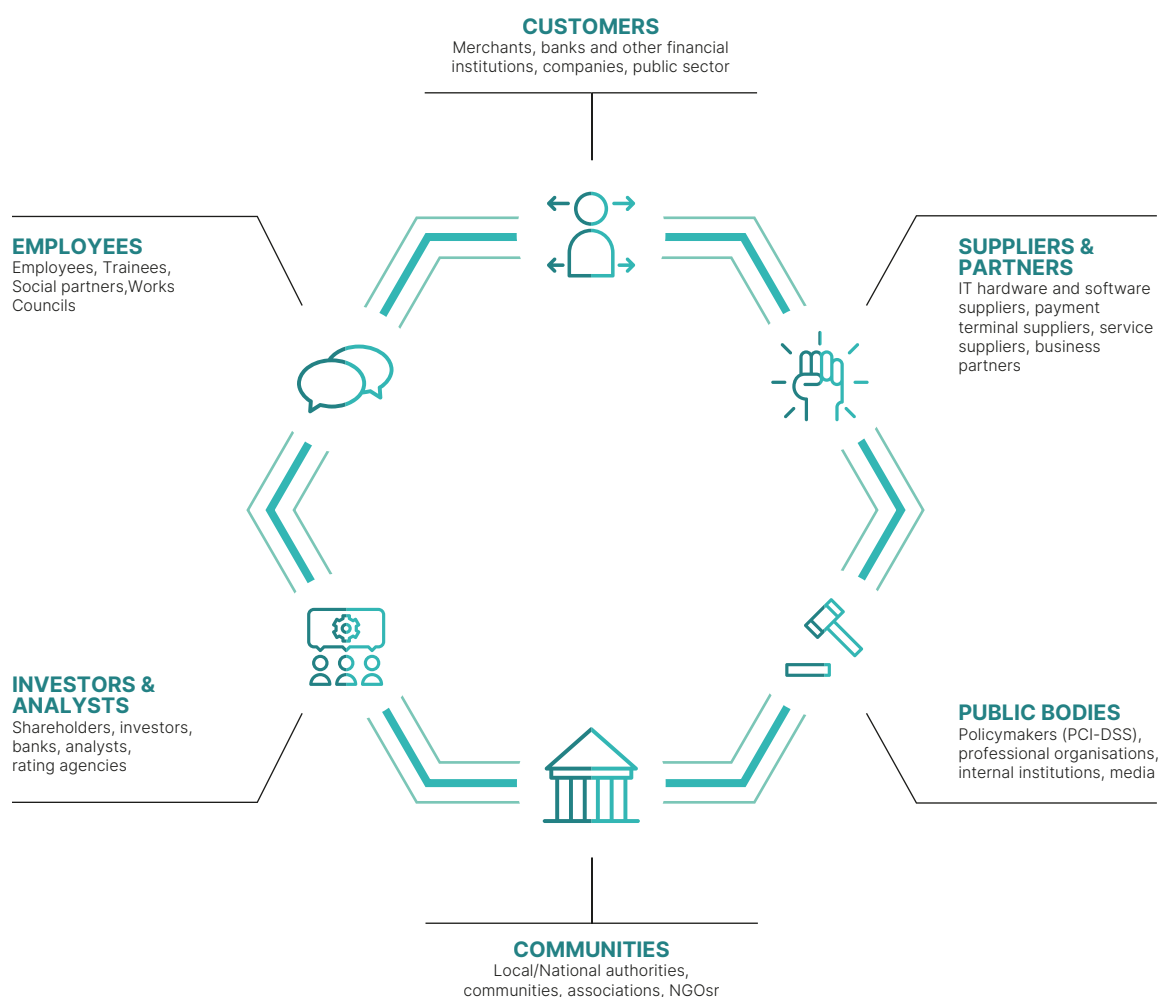 CUSTOMERS
Merchants, banks and other financial
institutions, companies, public sector
EMPLOYEES
Employees, Trainees,
Social partners,Works
Councils
SUPPLIERS &
PARTNERS
IT hardware and software
suppliers, payment
terminal suppliers, service
suppliers, business
partners
INVESTORS &
ANALYSTS
Shareholders, investors,
banks, analysts,
rating agencies
PUBLIC BODIES
Policymakers (PCI-DSS),
professional organisations,
internal institutions, media
COMMUNITIES
Local/National authorities,
communities, associations, NGOsr